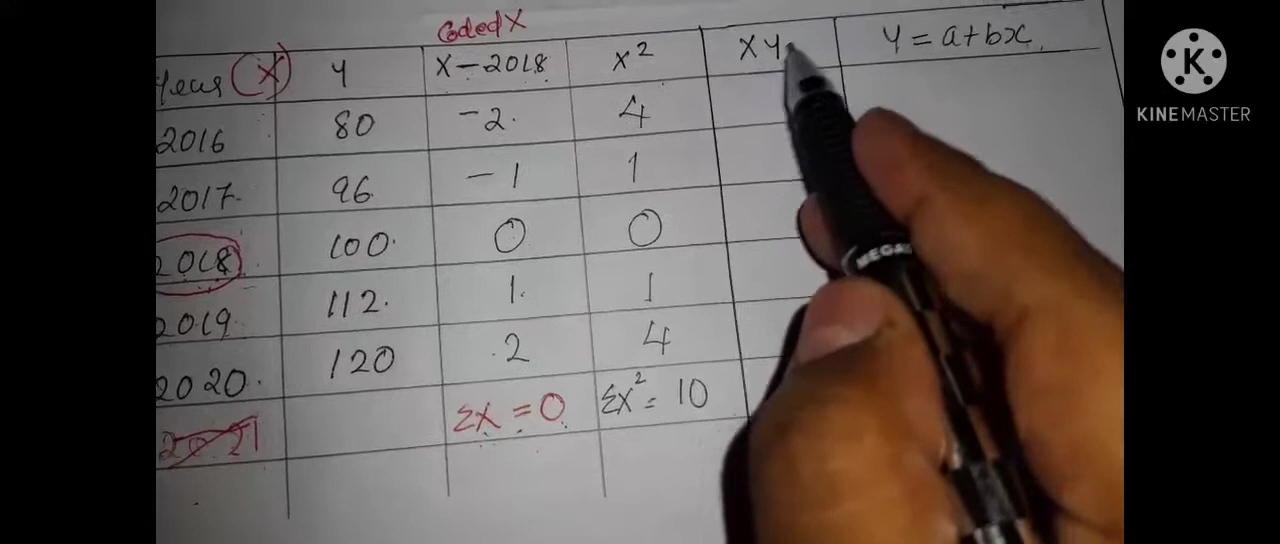 Coded X
Year (X) Y X-2018 x² XY Y = a+bx
2016 80 -2 4
2017 96 -1 1
2018 100 0 0
2019 112 1 1
2020 120 2 4
2021 Σx = 0 Σx² = 10
K
KINEMASTER
MEGA